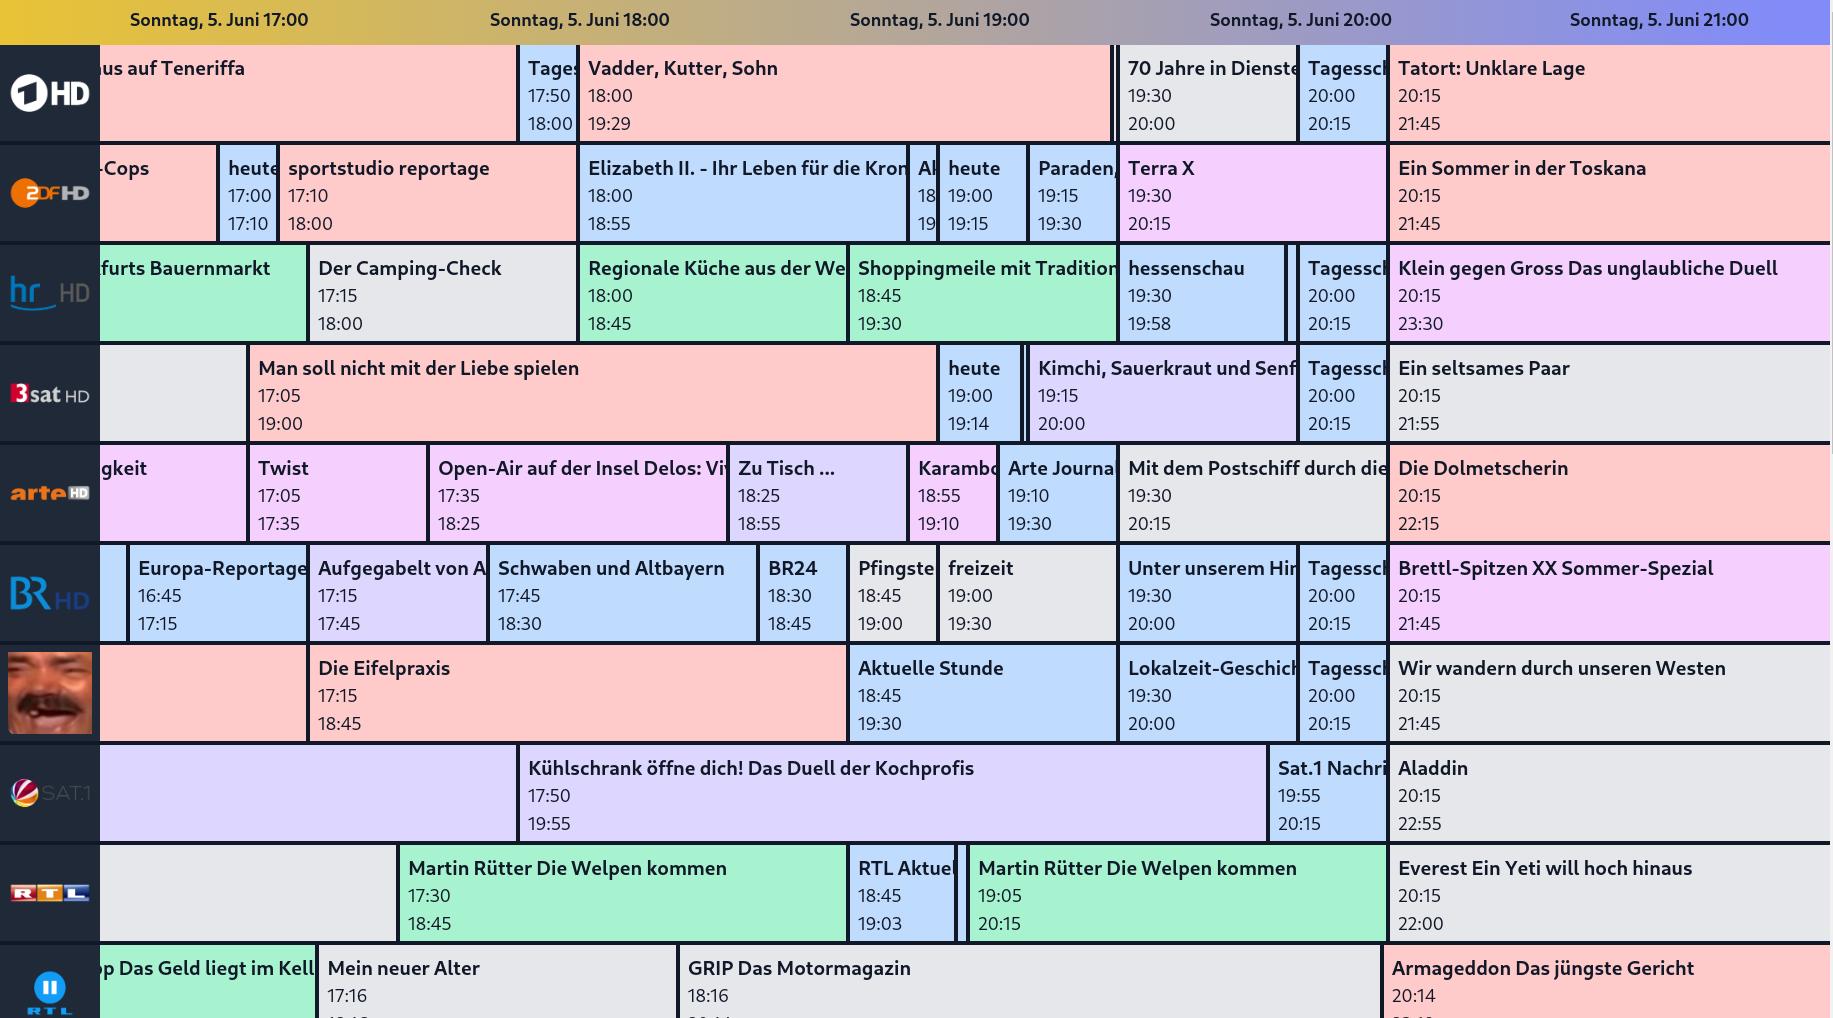 Sonntag, 5. Juni 17:00
Sonntag, 5. Juni 18:00
Sonntag, 5. Juni 19:00
Sonntag, 5. Juni 20:00
Sonntag, 5. Juni 21:00
1 HD
us auf Teneriffa
Tages
17:50
18:00
Vadder, Kutter, Sohn
18:00
19:29
70 Jahre in Dienste
19:30
20:00
Tagessch
20:00
20:15
Tatort: Unklare Lage
20:15
21:45
ZDF HD
-Cops
heute
17:00
17:10
sportstudio reportage
17:10
18:00
Elizabeth II. - Ihr Leben für die Kron
18:00
18:55
Ak
18
19
heute
19:00
19:15
Paraden,
19:15
19:30
Terra X
19:30
20:15
Ein Sommer in der Toskana
20:15
21:45
hr HD
furts Bauernmarkt
Der Camping-Check
17:15
18:00
Regionale Küche aus der We
18:00
18:45
Shoppingmeile mit Tradition
18:45
19:30
hessenschau
19:30
19:58
Tagessch
20:00
20:15
Klein gegen Gross Das unglaubliche Duell
20:15
23:30
3sat HD
Man soll nicht mit der Liebe spielen
17:05
19:00
heute
19:00
19:14
Kimchi, Sauerkraut und Senf
19:15
20:00
Tagessch
20:00
20:15
Ein seltsames Paar
20:15
21:55
arte HD
gkeit
Twist
17:05
17:35
Open-Air auf der Insel Delos: Viv
17:35
18:25
Zu Tisch ...
18:25
18:55
Karambo
18:55
19:10
Arte Journal
19:10
19:30
Mit dem Postschiff durch die
19:30
20:15
Die Dolmetscherin
20:15
22:15
BR HD
Europa-Reportage
16:45
17:15
Aufgegabelt von A
17:15
17:45
Schwaben und Altbayern
17:45
18:30
BR24
18:30
18:45
Pfingste
18:45
19:00
freizeit
19:00
19:30
Unter unserem Him
19:30
20:00
Tagessch
20:00
20:15
Brettl-Spitzen XX Sommer-Spezial
20:15
21:45
Die Eifelpraxis
17:15
18:45
Aktuelle Stunde
18:45
19:30
Lokalzeit-Geschich
19:30
20:00
Tagessch
20:00
20:15
Wir wandern durch unseren Westen
20:15
21:45
SAT.1
Kühlschrank öffne dich! Das Duell der Kochprofis
17:50
19:55
Sat.1 Nachri
19:55
20:15
Aladdin
20:15
22:55
RTL
Martin Rütter Die Welpen kommen
17:30
18:45
RTL Aktuel
18:45
19:03
Martin Rütter Die Welpen kommen
19:05
20:15
Everest Ein Yeti will hoch hinaus
20:15
22:00
RTL
op Das Geld liegt im Kell
Mein neuer Alter
17:16
GRIP Das Motormagazin
18:16
Armageddon Das jüngste Gericht
20:14